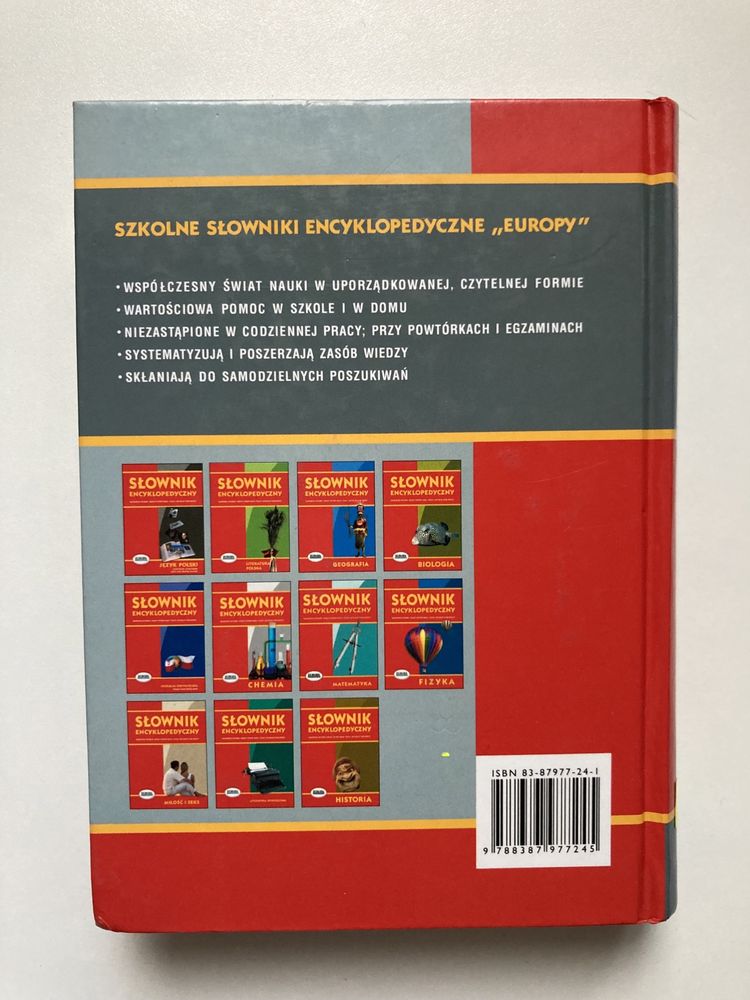 SZKOLNE SŁOWNIKI ENCYKLOPEDYCZNE „EUROPY”
• WSPÓŁCZESNY ŚWIAT NAUKI W UPORZĄDKOWANEJ, CZYTELNEJ FORMIE
• WARTOŚCIOWA POMOC W SZKOLE I W DOMU
• NIEZASTĄPIONE W CODZIENNEJ PRACY; PRZY POWTÓRKACH I EGZAMINACH
• SYSTEMATYZUJĄ I POSZERZAJĄ ZASÓB WIEDZY
• SKŁANIAJĄ DO SAMODZIELNYCH POSZUKIWAŃ
SŁOWNIK
ENCYKLOPEDYCZNY
JĘZYK POLSKI
SŁOWNIK
ENCYKLOPEDYCZNY
LITERATURA
POLSKA
SŁOWNIK
ENCYKLOPEDYCZNY
GEOGRAFIA
SŁOWNIK
ENCYKLOPEDYCZNY
BIOLOGIA
SŁOWNIK
ENCYKLOPEDYCZNY
SŁOWNIK
ENCYKLOPEDYCZNY
CHEMIA
SŁOWNIK
ENCYKLOPEDYCZNY
MATEMATYKA
SŁOWNIK
ENCYKLOPEDYCZNY
FIZYKA
SŁOWNIK
ENCYKLOPEDYCZNY
MIŁOŚĆ I SEKS
SŁOWNIK
ENCYKLOPEDYCZNY
SŁOWNIK
ENCYKLOPEDYCZNY
HISTORIA
ISBN 83-87977-24-1
9 788387 977245